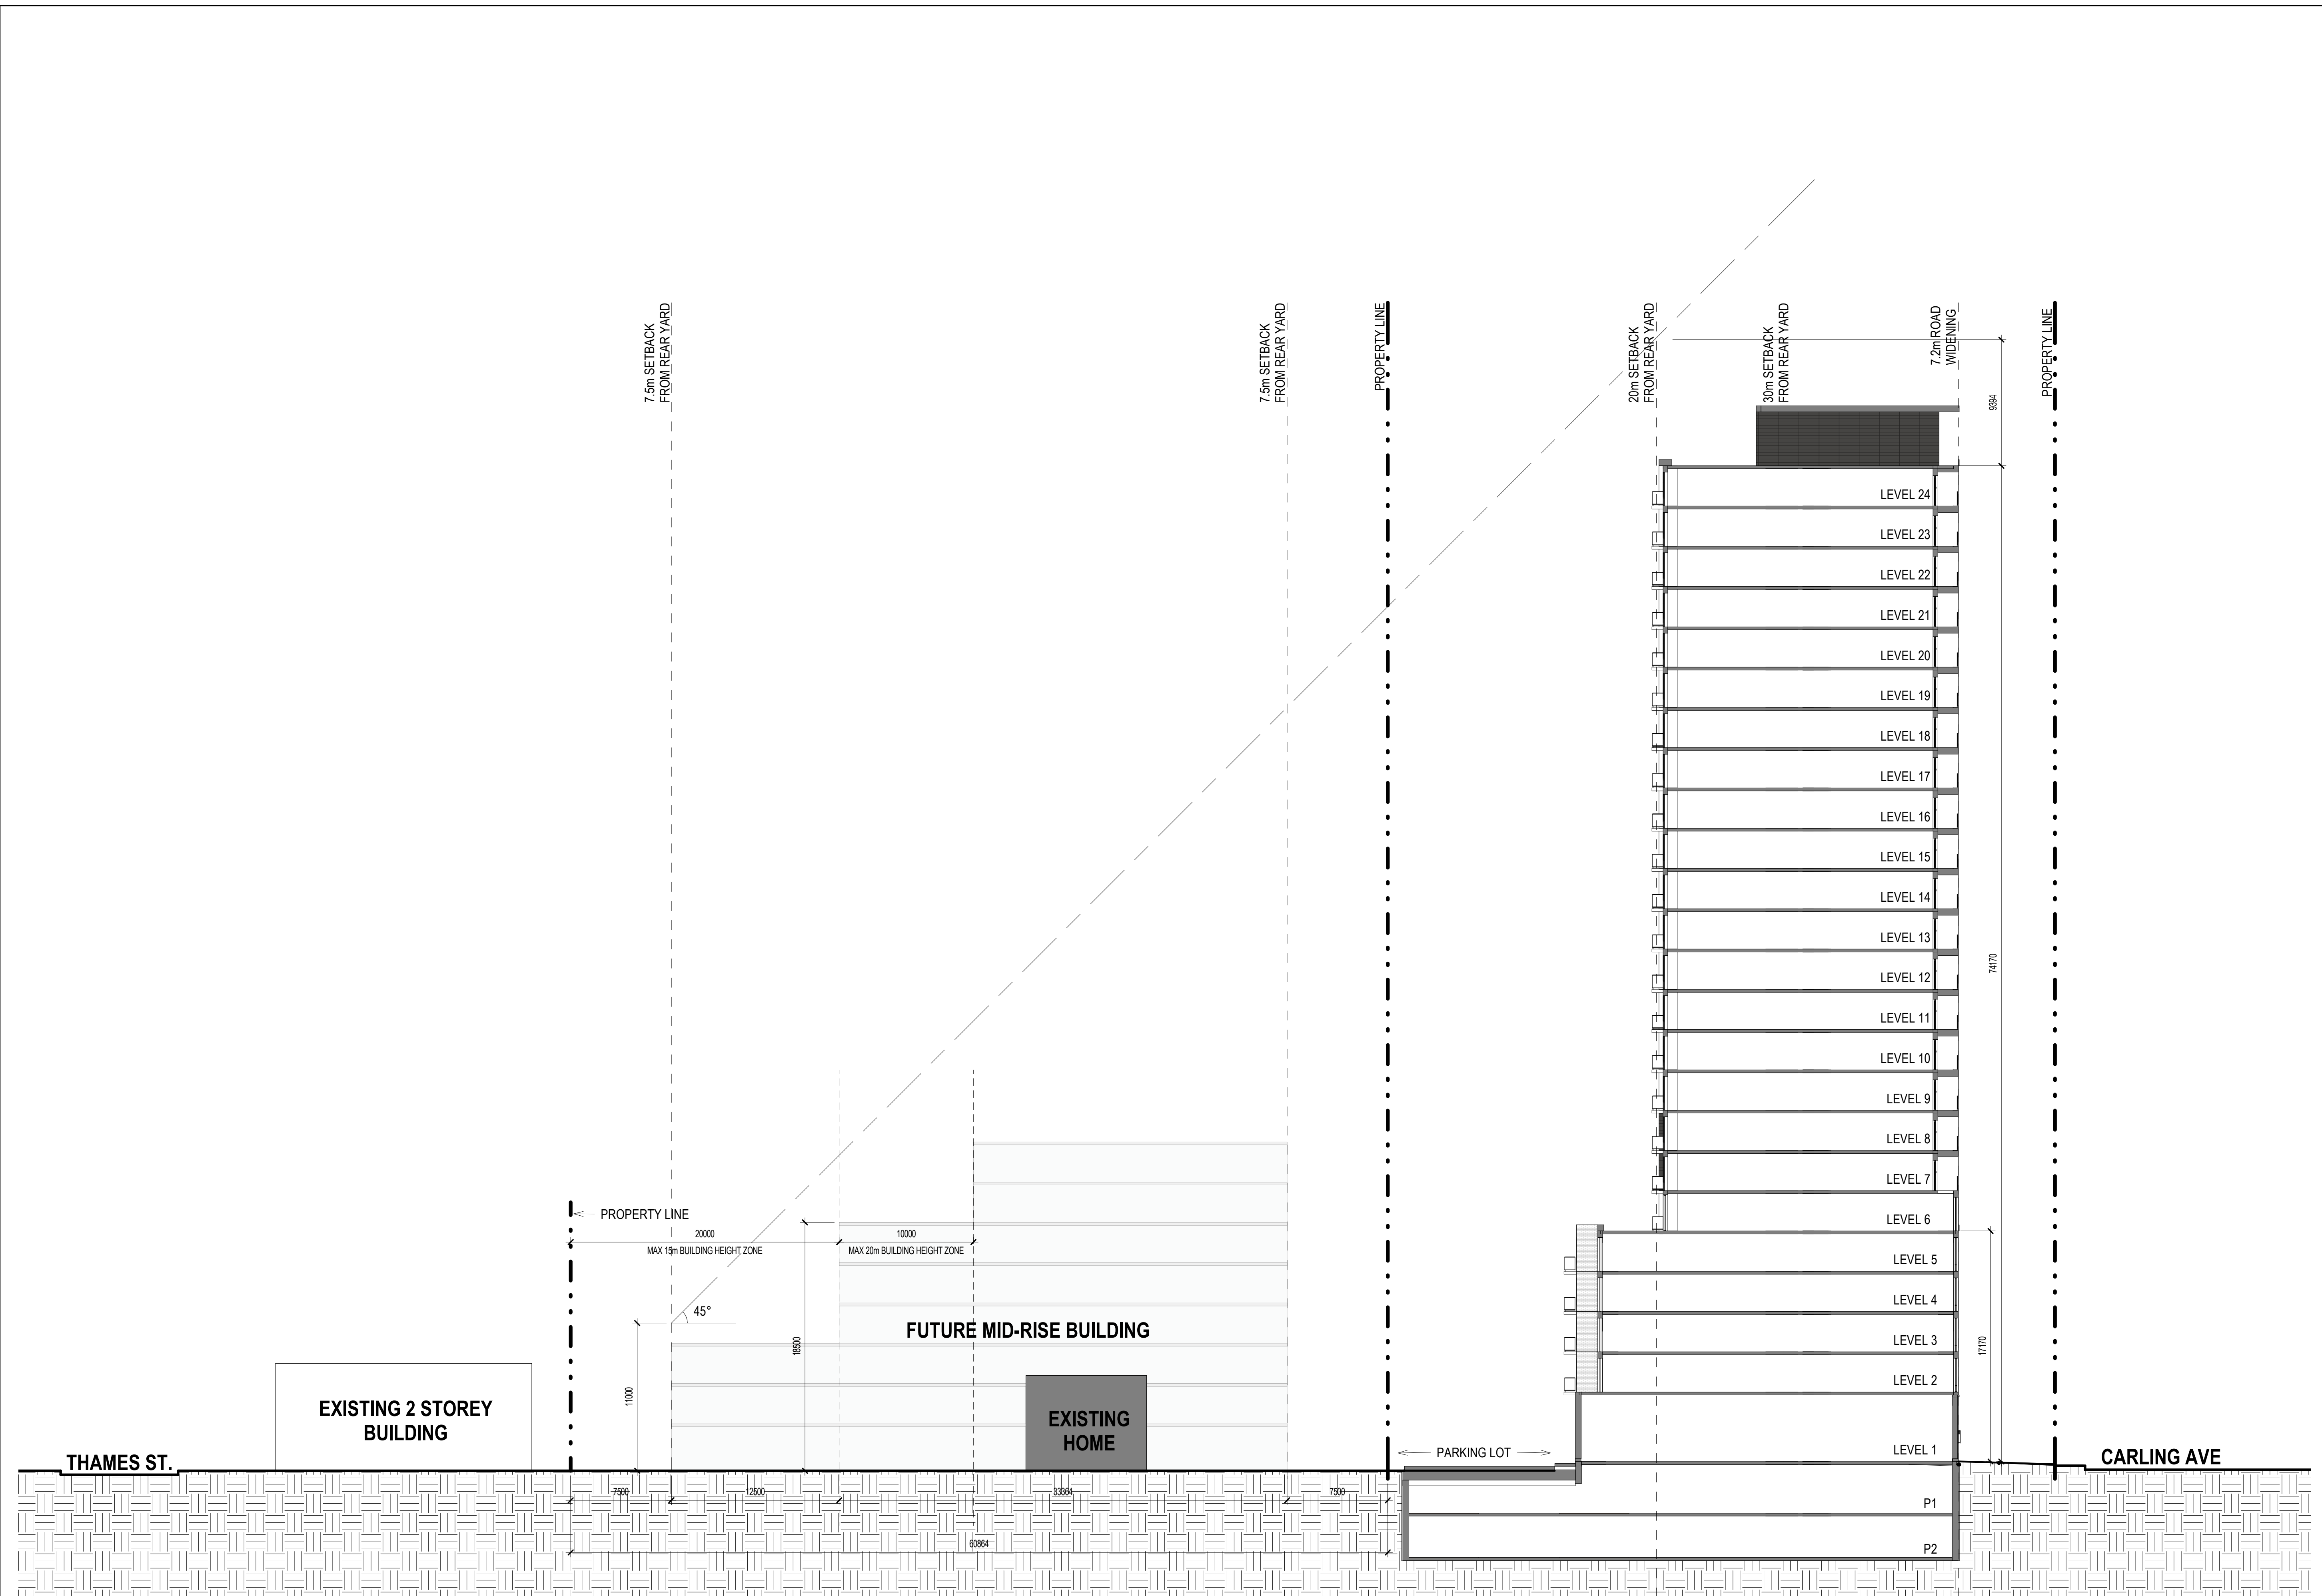 7.5m SETBACK
FROM REAR YARD
7.5m SETBACK
FROM REAR YARD
PROPERTY LINE
20m SETBACK
FROM REAR YARD
30m SETBACK
FROM REAR YARD
7.2m ROAD
WIDENING
PROPERTY LINE
9394
LEVEL 24
LEVEL 23
LEVEL 22
LEVEL 21
LEVEL 20
LEVEL 19
LEVEL 18
LEVEL 17
LEVEL 16
LEVEL 15
LEVEL 14
LEVEL 13
LEVEL 12
74170
LEVEL 11
LEVEL 10
LEVEL 9
LEVEL 8
LEVEL 7
LEVEL 6
LEVEL 5
LEVEL 4
LEVEL 3
17170
LEVEL 2
LEVEL 1
P1
P2
PROPERTY LINE
20000
MAX 15m BUILDING HEIGHT ZONE
10000
MAX 20m BUILDING HEIGHT ZONE
45°
18500
11000
FUTURE MID-RISE BUILDING
EXISTING 2 STOREY
BUILDING
EXISTING
HOME
THAMES ST.
PARKING LOT
CARLING AVE
7500
12500
33364
7500
60864